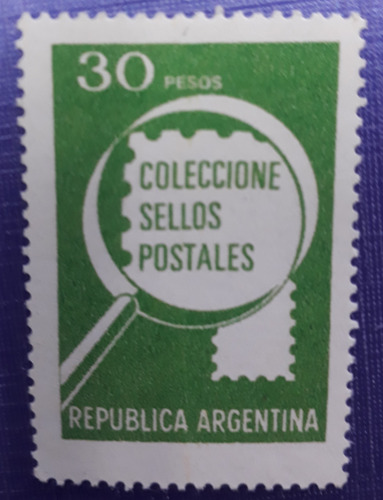 30 PESOS
COLECCIONE
SELLOS
POSTALES
REPUBLICA ARGENTINA